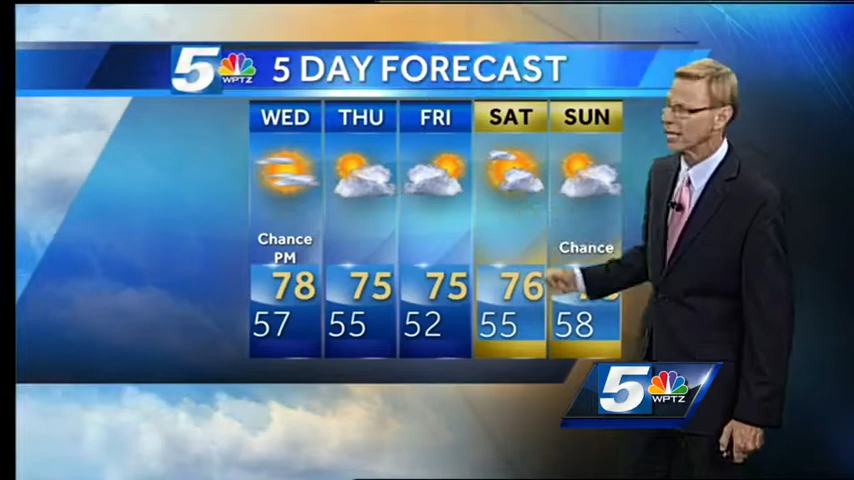 5 WPTZ 5 DAY FORECAST
WED THU FRI SAT SUN
Chance PM
Chance
78 75 75 76
57 55 52 55 58
5 WPTZ